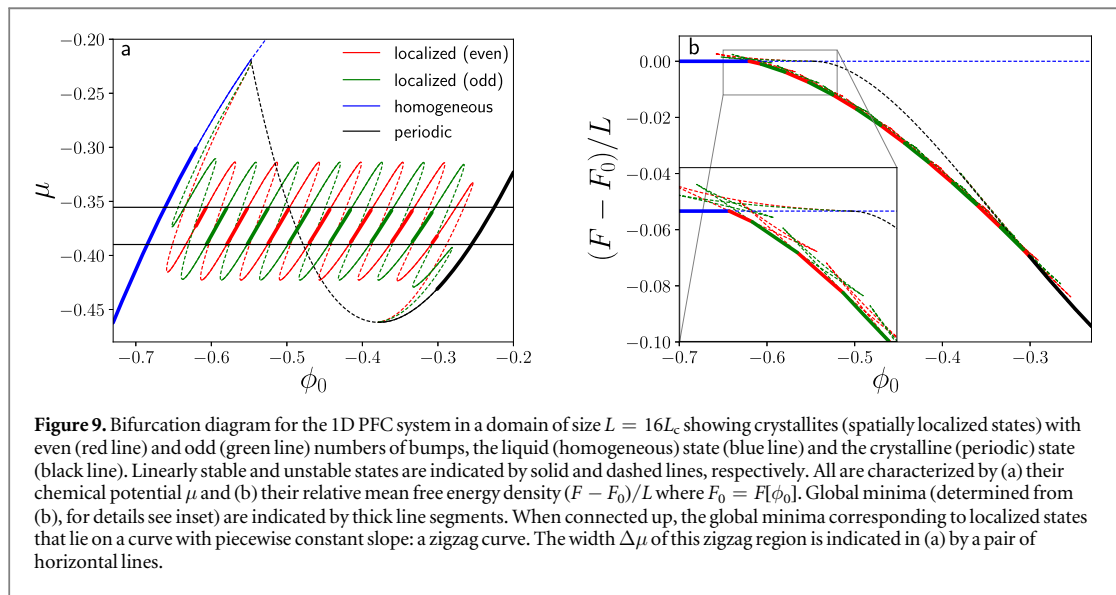 a
−0.20
−0.25
−0.30
−0.35
−0.40
−0.45
μ
−0.7 −0.6 −0.5 −0.4 −0.3 −0.2
ϕ₀
localized (even)
localized (odd)
homogeneous
periodic
b
0.00
−0.02
−0.04
−0.06
−0.08
−0.10
(F − F₀)/L
−0.7 −0.6 −0.5 −0.4 −0.3
ϕ₀
Figure 9. Bifurcation diagram for the 1D PFC system in a domain of size L = 16Lc showing crystallites (spatially localized states) with
even (red line) and odd (green line) numbers of bumps, the liquid (homogeneous) state (blue line) and the crystalline (periodic) state
(black line). Linearly stable and unstable states are indicated by solid and dashed lines, respectively. All are characterized by (a) their
chemical potential μ and (b) their relative mean free energy density (F − F₀)/L where F₀ = F[ϕ₀]. Global minima (determined from
(b), for details see inset) are indicated by thick line segments. When connected up, the global minima corresponding to localized states
that lie on a curve with piecewise constant slope: a zigzag curve. The width Δμ of this zigzag region is indicated in (a) by a pair of
horizontal lines.